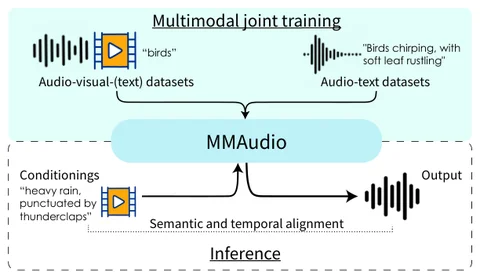 Multimodal joint training
"birds"
"Birds chirping, with
soft leaf rustling"
Audio-visual-(text) datasets
Audio-text datasets
MMAudio
Conditionings
"heavy rain,
punctuated by
thunderclaps"
Output
Semantic and temporal alignment
Inference